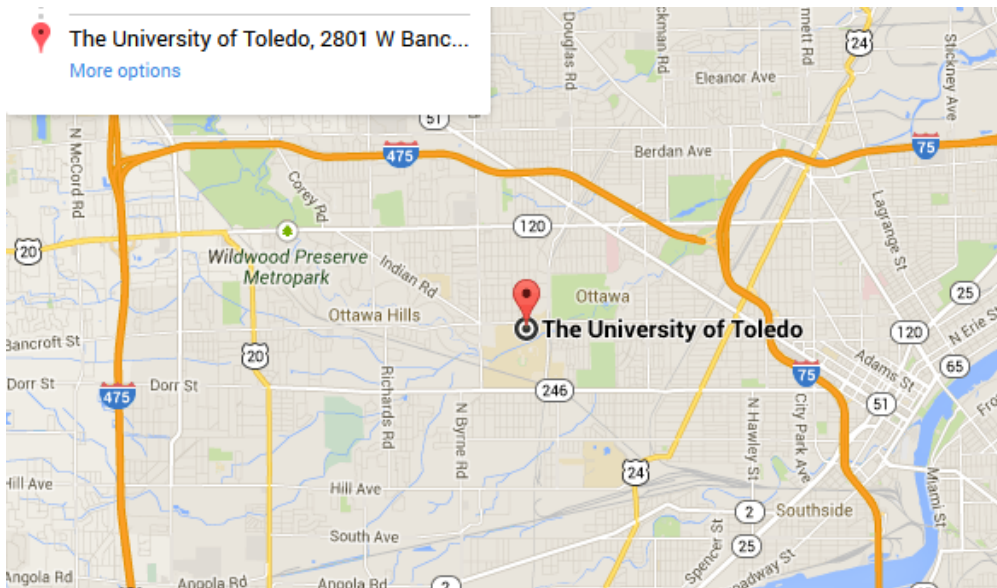 The University of Toledo, 2801 W Banc...
More options
Douglas Rd
24
Stickney Ave
Eleanor Ave
51
N McCord Rd
475
Berdan Ave
75
Corey Rd
Lagrange St
120
20
Wildwood Preserve
Metropark
Indian Rd
Ottawa
25
Ottawa Hills
The University of Toledo
120
N Erie St
Bancroft St
20
Adams St
65
Dorr St
Dorr St
475
Richards Rd
246
75
51
N Byrne Rd
N Hawley St
City Park Ave
24
Miami St
Hill Ave
Hill Ave
2
Southside
South Ave
25
Angola Rd
Angola Rd
Angola Rd
2